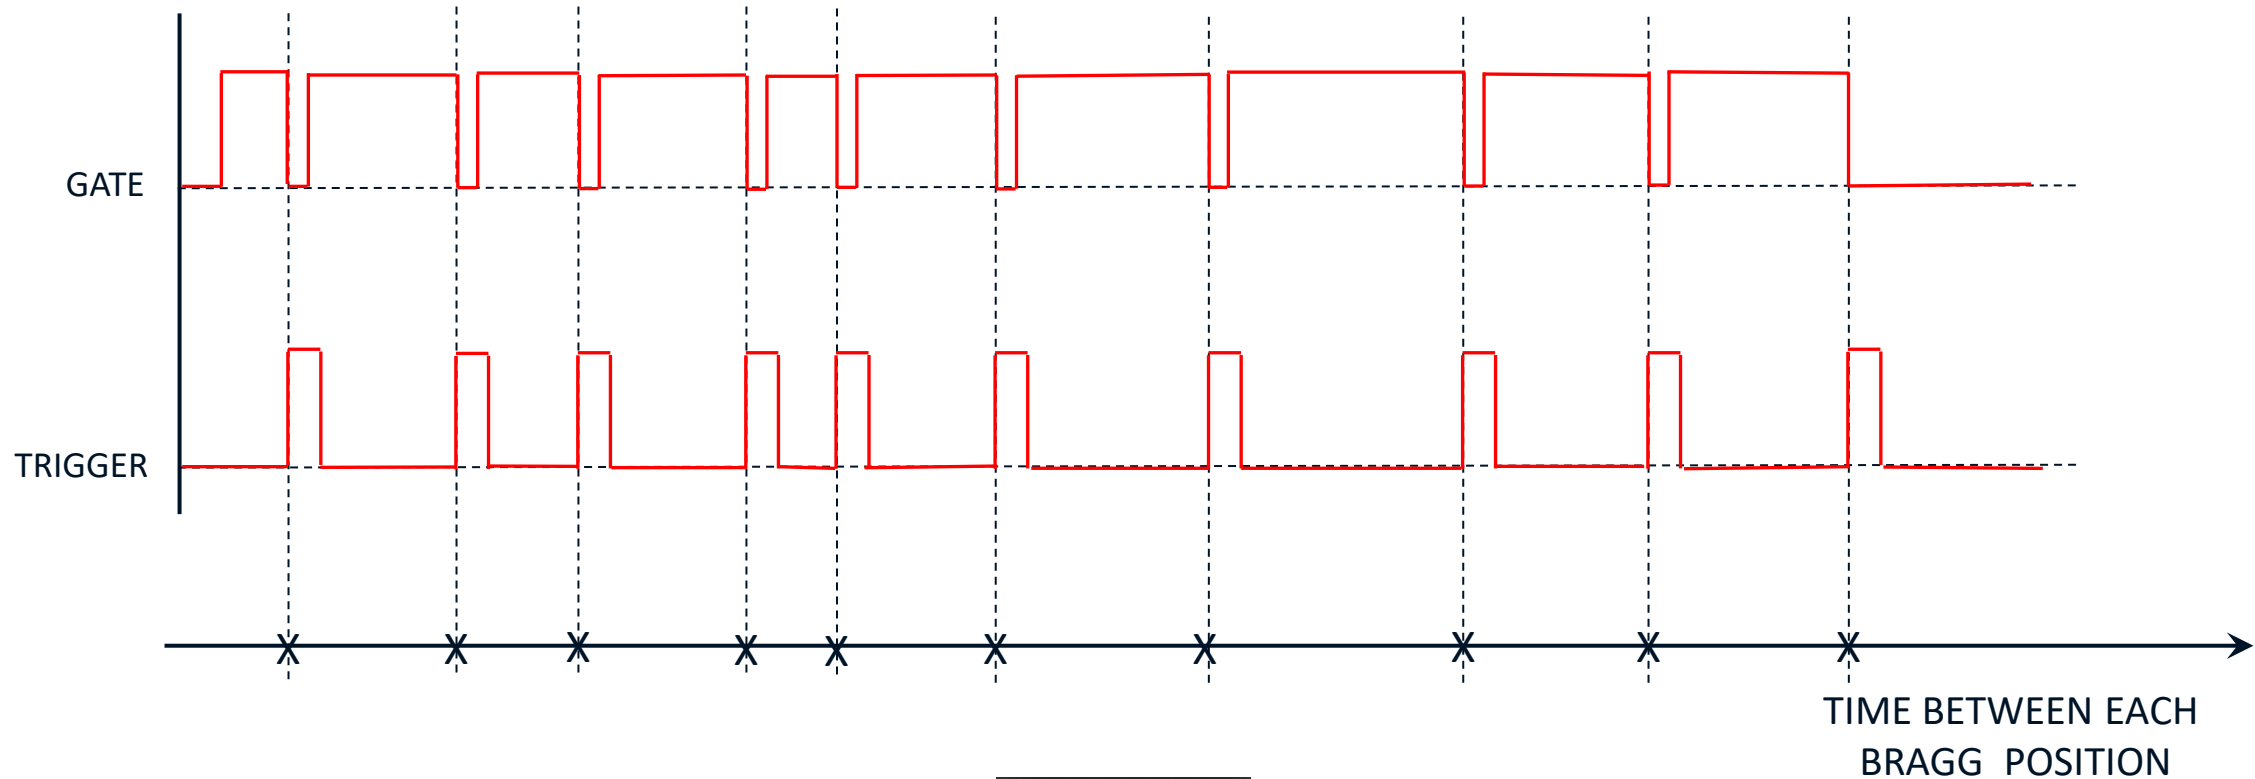 GATE
TRIGGER
X X X X X X X X X X
TIME BETWEEN EACH
BRAGG POSITION